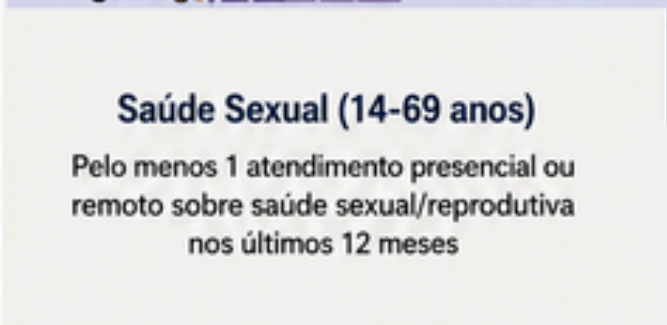 Saúde Sexual (14-69 anos)
Pelo menos 1 atendimento presencial ou
remoto sobre saúde sexual/reprodutiva
nos últimos 12 meses